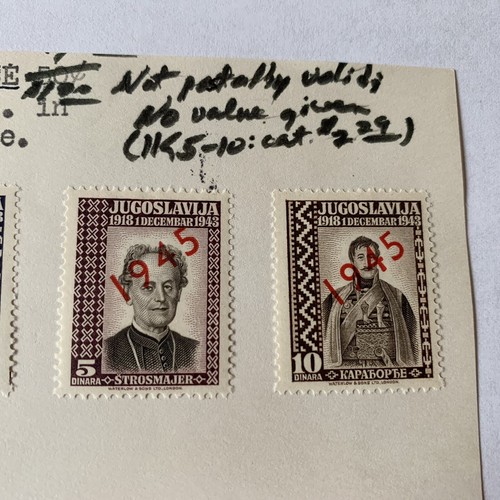 Not postally valid;
in No value given
e. (1K5-10: cat. $2 29)
JUGOSLAVIJA
1918 1 DECEMBAR 1943
1945
5
DINARA
ŠTROSMAJER
WATERLOW & SONS LTD., LONDON.
JUGOSLAVIJA
1918 1 DECEMBAR 1943
1945
10
DINARA
КАРАЂОРЂЕ
WATERLOW & SONS LTD., LONDON.